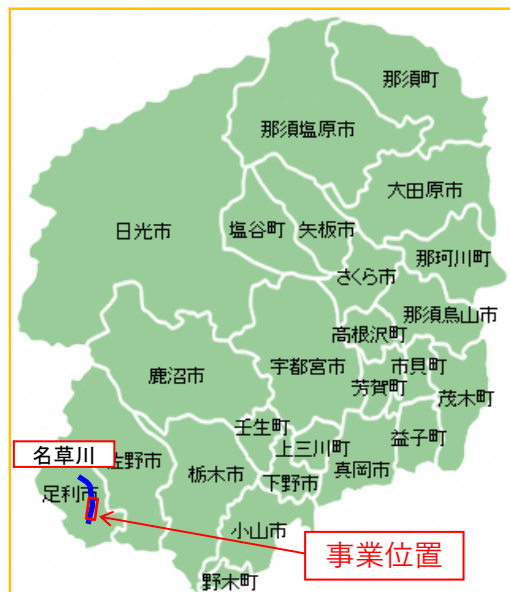 那須町
那須塩原市
大田原市
日光市
塩谷町
矢板市
那珂川町
さくら市
那須烏山市
高根沢町
宇都宮市
市貝町
鹿沼市
芳賀町
茂木町
壬生町
益子町
上三川町
名草川
佐野市
栃木市
真岡市
下野市
足利市
小山市
事業位置
野木町